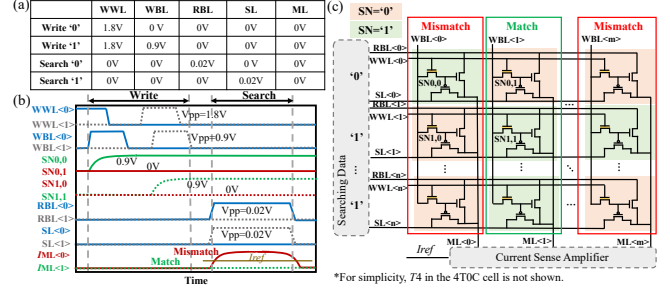 (a)
WWL WBL RBL SL ML
Write '0' 1.8V 0 V 0V 0V 0V
Write '1' 1.8V 0.9V 0V 0V 0V
Search '0' 0V 0V 0.02V 0 V 0V
Search '1' 0V 0V 0V 0.02V 0V
(b)
Write Search
WWL<0>
Vpp=1.8V
WWL<1>
WBL<0>
Vpp=0.9V
WBL<1>
SN0,0
0.9V
SN0,1
0V
SN1,0
0.9V
0V
SN1,1
RBL<0>
Vpp=0.02V
RBL<1>
SL<0>
Vpp=0.02V
SL<1>
IML<0>
Mismatch
Iref
Match
IML<1>
Time
(c)
SN='0'
SN='1'
Mismatch Match Mismatch
WBL<0> WBL<1> WBL<m>
Searching Data
'0'
RBL<0>
WWL<0>
SN0,0 SN0,1
SL<0>
...
'1'
RBL<1>
WWL<1>
SN1,0 SN1,1
SL<1>
...
'1'
RBL<n>
WWL<n>
SL<n>
...
ML<0> ML<1> ML<m>
Iref
Current Sense Amplifier
*For simplicity, T4 in the 4T0C cell is not shown.